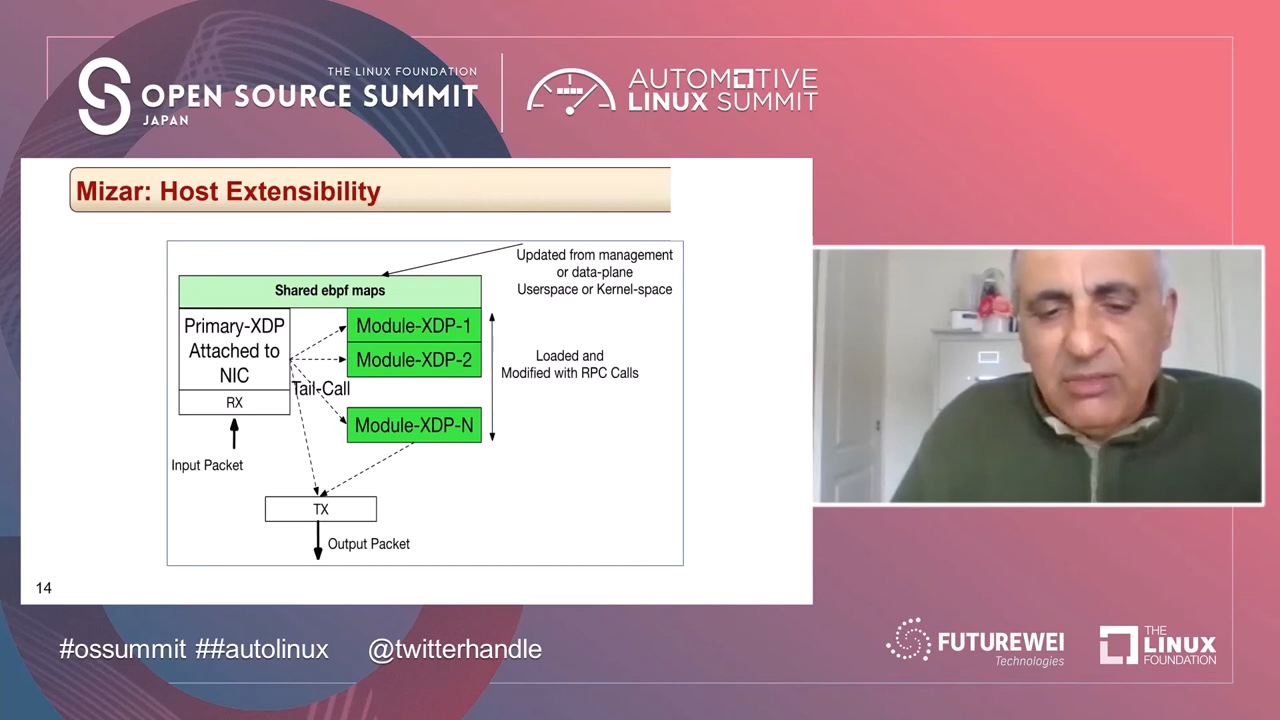 THE LINUX FOUNDATION
OPEN SOURCE SUMMIT
JAPAN
AUTOMOTIVE
LINUX SUMMIT
Mizar: Host Extensibility
Updated from management
or data-plane
Userspace or Kernel-space
Shared ebpf maps
Primary-XDP
Attached to
NIC
RX
Module-XDP-1
Module-XDP-2
Tail-Call
Module-XDP-N
Loaded and
Modified with RPC Calls
Input Packet
TX
Output Packet
14
#ossummit ##autolinux @twitterhandle
FUTUREWEI
Technologies
THE
LINUX
FOUNDATION